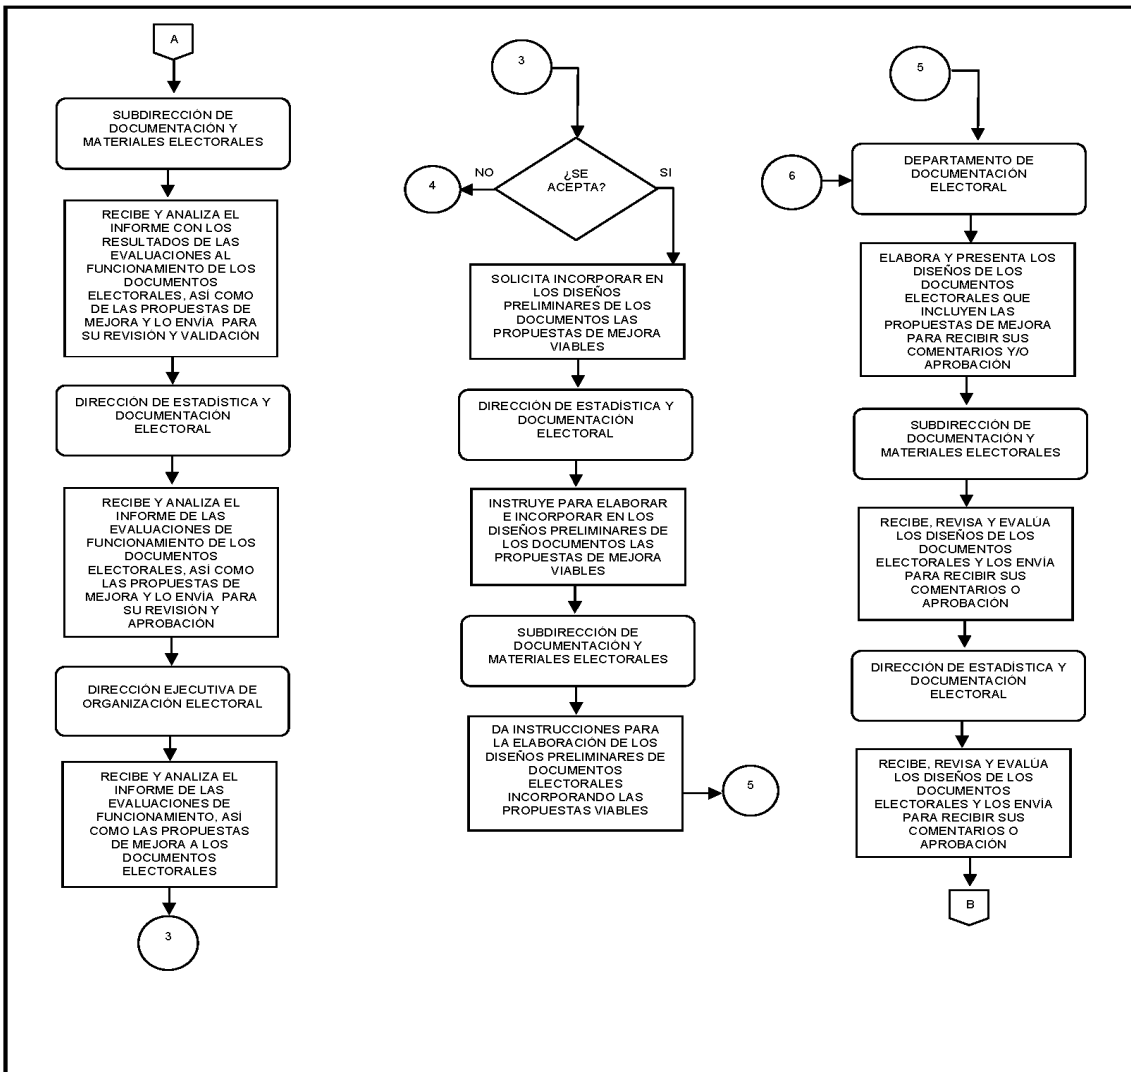 A
SUBDIRECCIÓN DE
DOCUMENTACIÓN Y
MATERIALES ELECTORALES
RECIBE Y ANALIZA EL
INFORME CON LOS
RESULTADOS DE LAS
EVALUACIONES AL
FUNCIONAMIENTO DE LOS
DOCUMENTOS
ELECTORALES, ASÍ COMO
DE LAS PROPUESTAS DE
MEJORA Y LO ENVÍA PARA
SU REVISIÓN Y VALIDACIÓN
DIRECCIÓN DE ESTADÍSTICA Y
DOCUMENTACIÓN
ELECTORAL
RECIBE Y ANALIZA EL
INFORME DE LAS
EVALUACIONES DE
FUNCIONAMIENTO DE LOS
DOCUMENTOS
ELECTORALES, ASÍ COMO
LAS PROPUESTAS DE
MEJORA Y LO ENVÍA PARA
SU REVISIÓN Y
APROBACIÓN
DIRECCIÓN EJECUTIVA DE
ORGANIZACIÓN ELECTORAL
RECIBE Y ANALIZA EL
INFORME DE LAS
EVALUACIONES DE
FUNCIONAMIENTO, ASÍ
COMO LAS PROPUESTAS
DE MEJORA A LOS
DOCUMENTOS
ELECTORALES
3
3
¿SE
ACEPTA?
NO
SI
4
SOLICITA INCORPORAR EN
LOS DISEÑOS
PRELIMINARES DE LOS
DOCUMENTOS LAS
PROPUESTAS DE MEJORA
VIABLES
DIRECCIÓN DE ESTADÍSTICA Y
DOCUMENTACIÓN
ELECTORAL
INSTRUYE PARA ELABORAR
E INCORPORAR EN LOS
DISEÑOS PRELIMINARES DE
LOS DOCUMENTOS LAS
PROPUESTAS DE MEJORA
VIABLES
SUBDIRECCIÓN DE
DOCUMENTACIÓN Y
MATERIALES ELECTORALES
DA INSTRUCCIONES PARA
LA ELABORACIÓN DE LOS
DISEÑOS PRELIMINARES DE
DOCUMENTOS
ELECTORALES
INCORPORANDO LAS
PROPUESTAS VIABLES
5
5
6
DEPARTAMENTO DE
DOCUMENTACIÓN
ELECTORAL
ELABORA Y PRESENTA LOS
DISEÑOS DE LOS
DOCUMENTOS
ELECTORALES QUE
INCLUYEN LAS
PROPUESTAS DE MEJORA
PARA RECIBIR SUS
COMENTARIOS Y/O
APROBACIÓN
SUBDIRECCIÓN DE
DOCUMENTACIÓN Y
MATERIALES ELECTORALES
RECIBE, REVISA Y EVALÚA
LOS DISEÑOS DE LOS
DOCUMENTOS
ELECTORALES Y LOS ENVÍA
PARA RECIBIR SUS
COMENTARIOS O
APROBACIÓN
DIRECCIÓN DE ESTADÍSTICA Y
DOCUMENTACIÓN
ELECTORAL
RECIBE, REVISA Y EVALÚA
LOS DISEÑOS DE LOS
DOCUMENTOS
ELECTORALES Y LOS ENVÍA
PARA RECIBIR SUS
COMENTARIOS O
APROBACIÓN
B